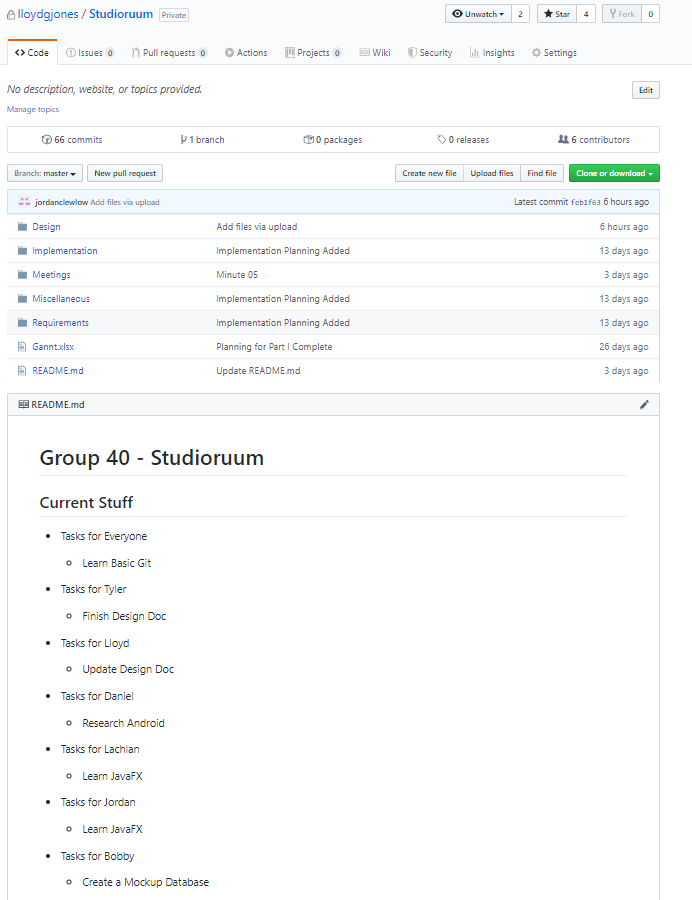 lloydgjones / Studioruum Private
Unwatch 2 Star 4 Fork 0
Code Issues 0 Pull requests 0 Actions Projects 0 Wiki Security Insights Settings
No description, website, or topics provided. Edit
Manage topics
66 commits 1 branch 0 packages 0 releases 6 contributors
Branch: master New pull request Create new file Upload files Find file Clone or download
jordanclewlow Add files via upload Latest commit feb1f63 6 hours ago
Design Add files via upload 6 hours ago
Implementation Implementation Planning Added 13 days ago
Meetings Minute 05 3 days ago
Miscellaneous Implementation Planning Added 13 days ago
Requirements Implementation Planning Added 13 days ago
Gannt.xlsx Planning for Part I Complete 26 days ago
README.md Update README.md 3 days ago
README.md
Group 40 - Studioruum
Current Stuff
Tasks for Everyone
Learn Basic Git
Tasks for Tyler
Finish Design Doc
Tasks for Lloyd
Update Design Doc
Tasks for Daniel
Research Android
Tasks for Lachlan
Learn JavaFX
Tasks for Jordan
Learn JavaFX
Tasks for Bobby
Create a Mockup Database